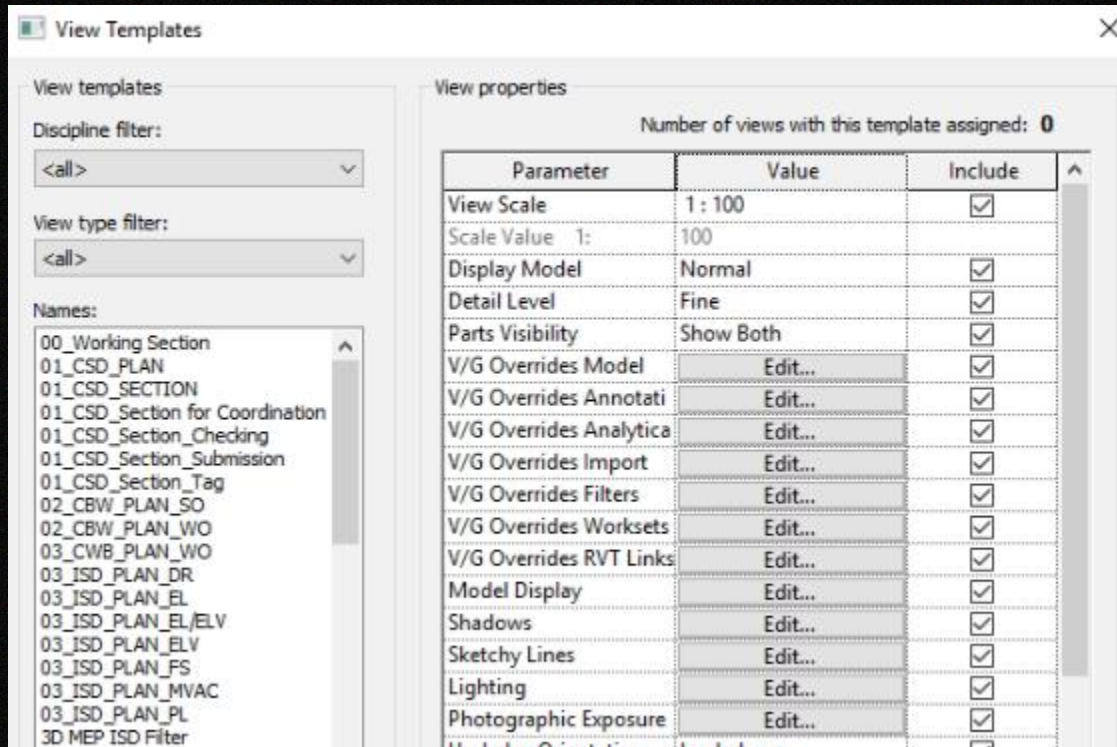 View Templates
View templates
Discipline filter:
<all>
View type filter:
<all>
Names:
00_Working Section
01_CSD_PLAN
01_CSD_SECTION
01_CSD_Section for Coordination
01_CSD_Section_Checking
01_CSD_Section_Submission
01_CSD_Section_Tag
02_CBW_PLAN_SO
02_CBW_PLAN_WO
03_CWB_PLAN_WO
03_ISD_PLAN_DR
03_ISD_PLAN_EL
03_ISD_PLAN_EL/ELV
03_ISD_PLAN_ELV
03_ISD_PLAN_FS
03_ISD_PLAN_MVAC
03_ISD_PLAN_PL
3D MEP ISD Filter
View properties
Number of views with this template assigned: 0
Parameter Value Include
View Scale 1 : 100
Scale Value 1: 100
Display Model Normal
Detail Level Fine
Parts Visibility Show Both
V/G Overrides Model Edit...
V/G Overrides Annotati Edit...
V/G Overrides Analytica Edit...
V/G Overrides Import Edit...
V/G Overrides Filters Edit...
V/G Overrides Worksets Edit...
V/G Overrides RVT Links Edit...
Model Display Edit...
Shadows Edit...
Sketchy Lines Edit...
Lighting Edit...
Photographic Exposure Edit...